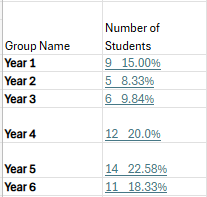 Number of
Group Name Students
Year 1 9 15.00%
Year 2 5 8.33%
Year 3 6 9.84%
Year 4 12 20.0%
Year 5 14 22.58%
Year 6 11 18.33%